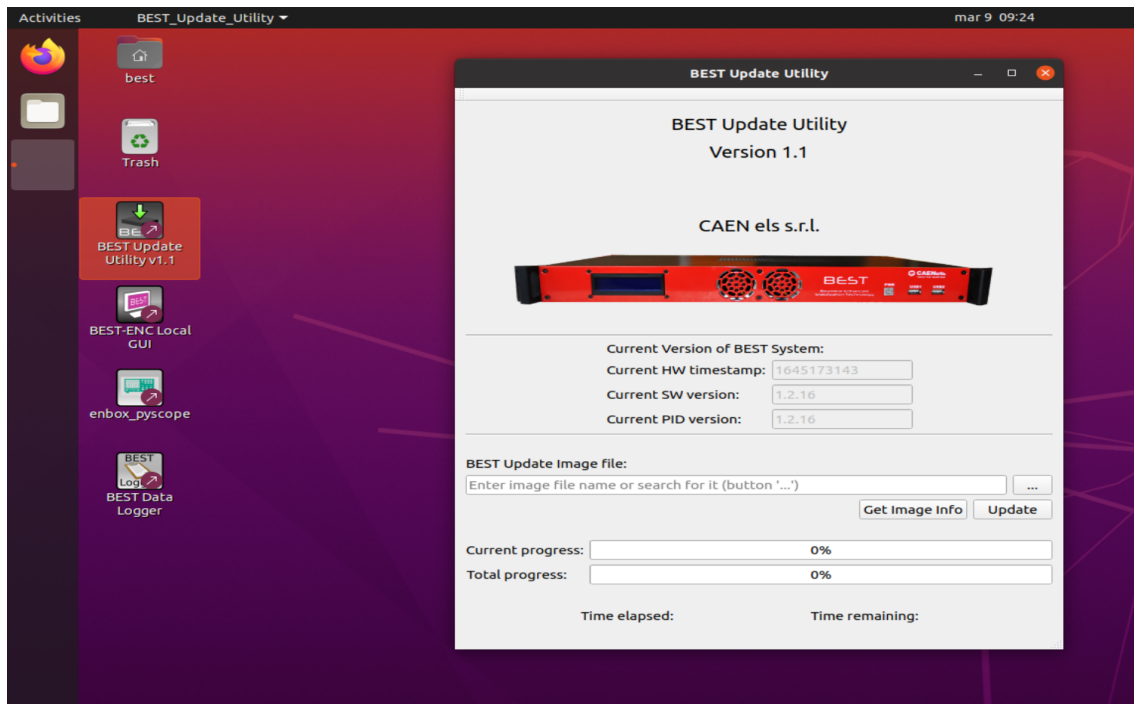 Activities
BEST_Update_Utility
mar 9 09:24
best
Trash
BEST Update
Utility v1.1
BEST
BEST-ENC Local
GUI
enbox_pyscope
BEST
BEST Data
Logger
BEST Update Utility
BEST Update Utility
Version 1.1
CAEN els s.r.l.
BEST
CAENels
Current Version of BEST System:
Current HW timestamp: 1645173143
Current SW version: 1.2.16
Current PID version: 1.2.16
BEST Update Image file:
Enter image file name or search for it (button '...')
...
Get Image Info
Update
Current progress: 0%
Total progress: 0%
Time elapsed:
Time remaining: